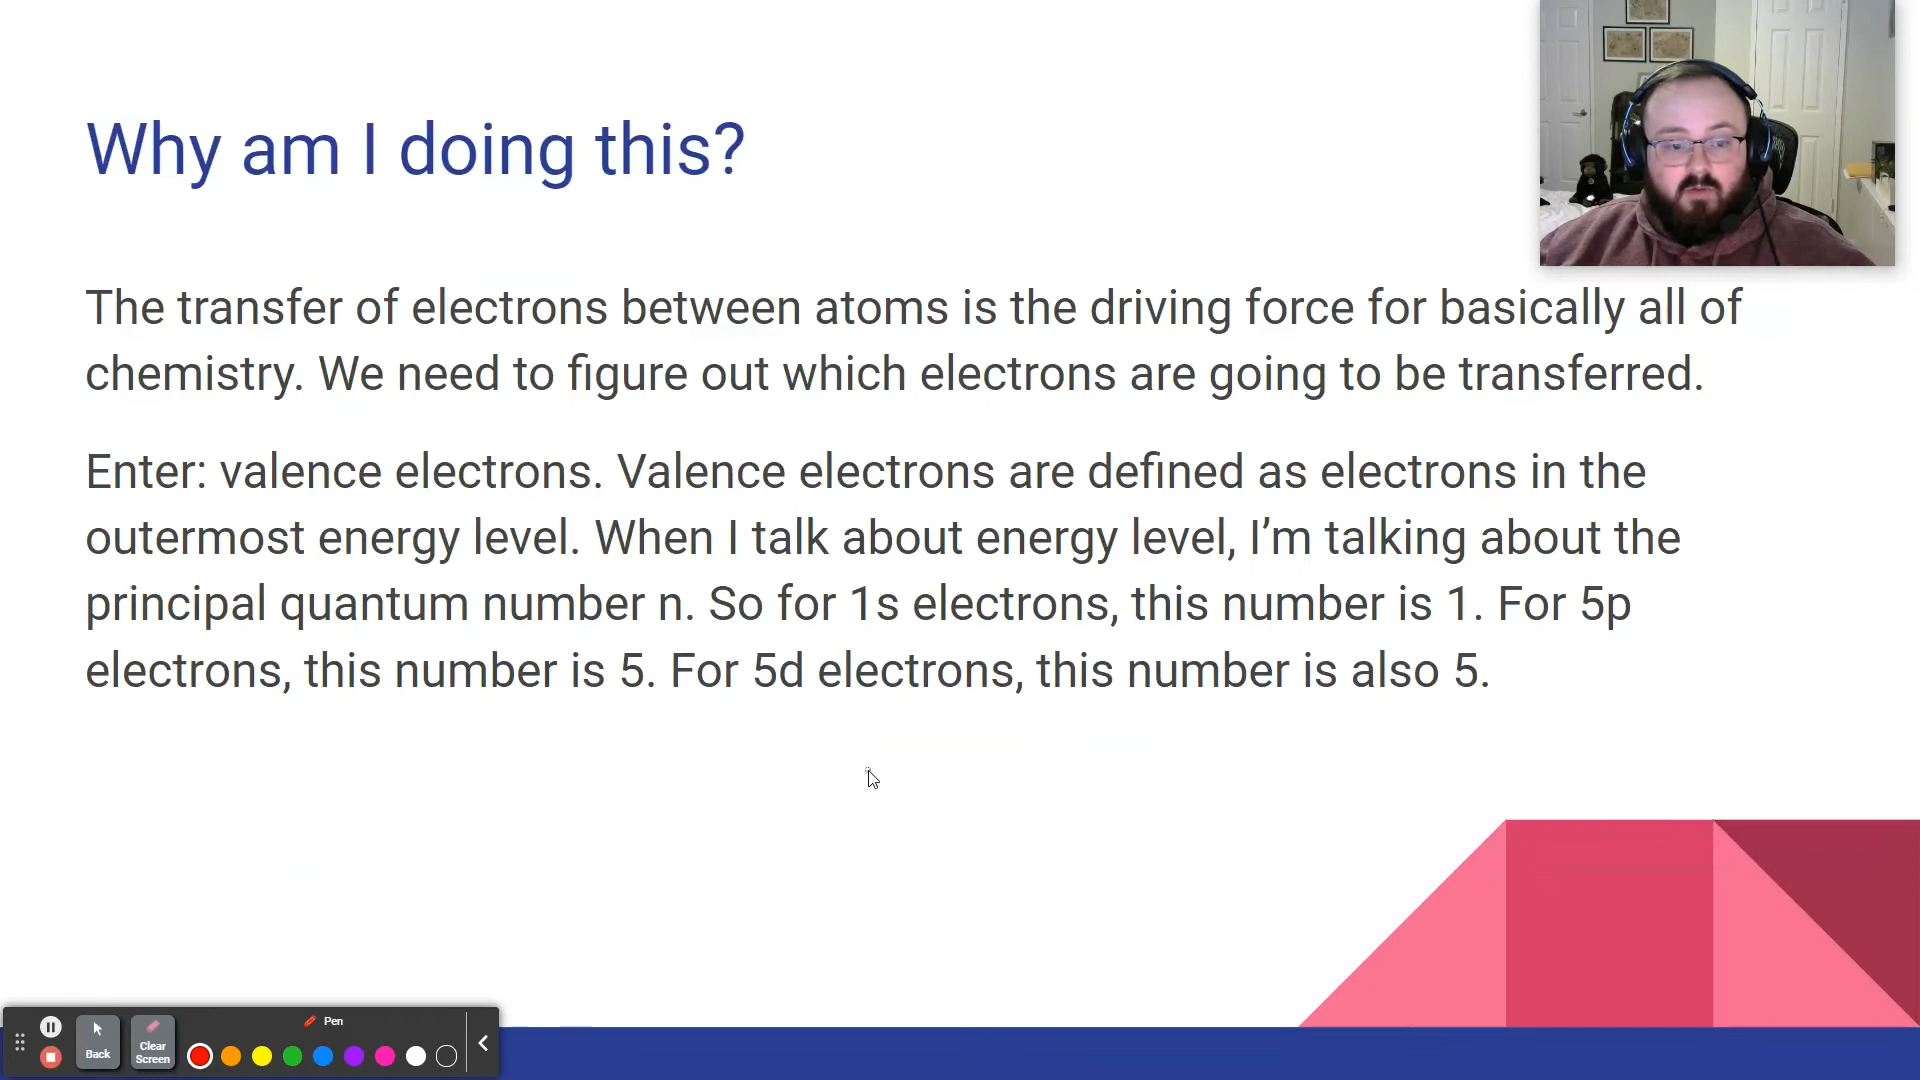 Why am I doing this?
The transfer of electrons between atoms is the driving force for basically all of
chemistry. We need to figure out which electrons are going to be transferred.
Enter: valence electrons. Valence electrons are defined as electrons in the
outermost energy level. When I talk about energy level, I’m talking about the
principal quantum number n. So for 1s electrons, this number is 1. For 5p
electrons, this number is 5. For 5d electrons, this number is also 5.
Pen
Back
Clear
Screen